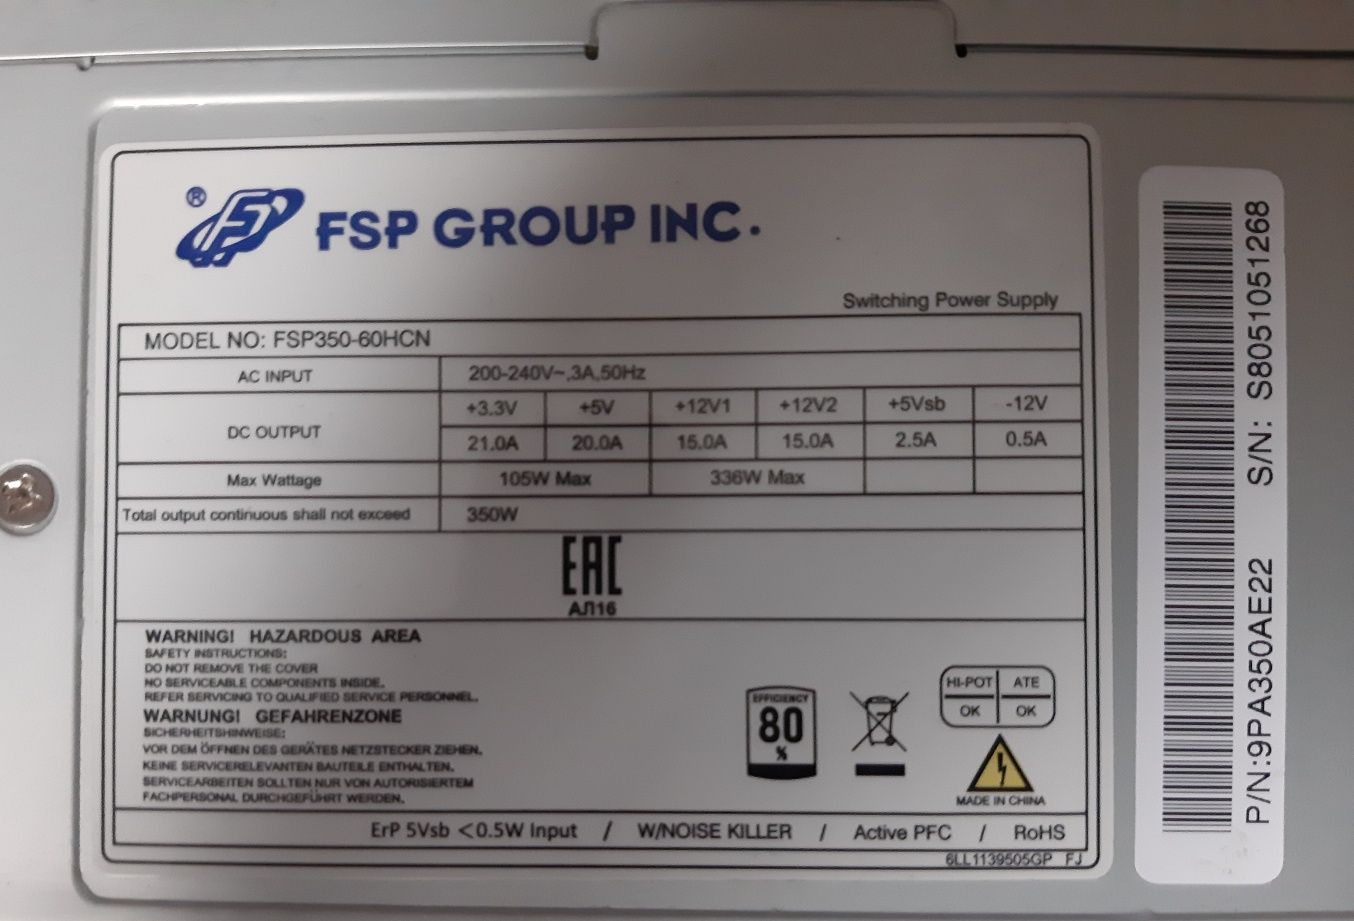 ®
FSP GROUP INC.
Switching Power Supply
MODEL NO: FSP350-60HCN
AC INPUT 200-240V~,3A,50Hz
DC OUTPUT
+3.3V +5V +12V1 +12V2 +5Vsb -12V
21.0A 20.0A 15.0A 15.0A 2.5A 0.5A
Max Wattage 105W Max 336W Max
Total output continuous shall not exceed 350W
EAC
АЛ16
WARNING! HAZARDOUS AREA
SAFETY INSTRUCTIONS:
DO NOT REMOVE THE COVER
NO SERVICEABLE COMPONENTS INSIDE.
REFER SERVICING TO QUALIFIED SERVICE PERSONNEL.
WARNUNG! GEFAHRENZONE
SICHERHEITSHINWEISE:
VOR DEM ÖFFNEN DES GERÄTES NETZSTECKER ZIEHEN.
KEINE SERVICERELEVANTEN BAUTEILE ENTHALTEN.
SERVICEARBEITEN SOLLTEN NUR VON AUTORISIERTEM
FACHPERSONAL DURCHGEFÜHRT WERDEN.
EFFICIENCY
80
%
HI-POT ATE
OK OK
MADE IN CHINA
ErP 5Vsb <0.5W Input / W/NOISE KILLER / Active PFC / RoHS
6LL1139505GP FJ
P/N:9PA350AE22 S/N: S8051051268